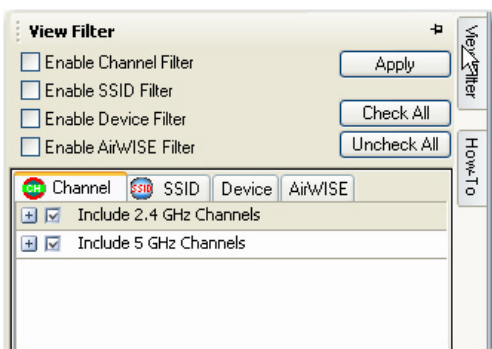 View Filter
Enable Channel Filter
Apply
Enable SSID Filter
Enable Device Filter
Check All
Enable AirWISE Filter
Uncheck All
CH Channel SSID SSID Device AirWISE
Include 2.4 GHz Channels
Include 5 GHz Channels
View Filter
How-To